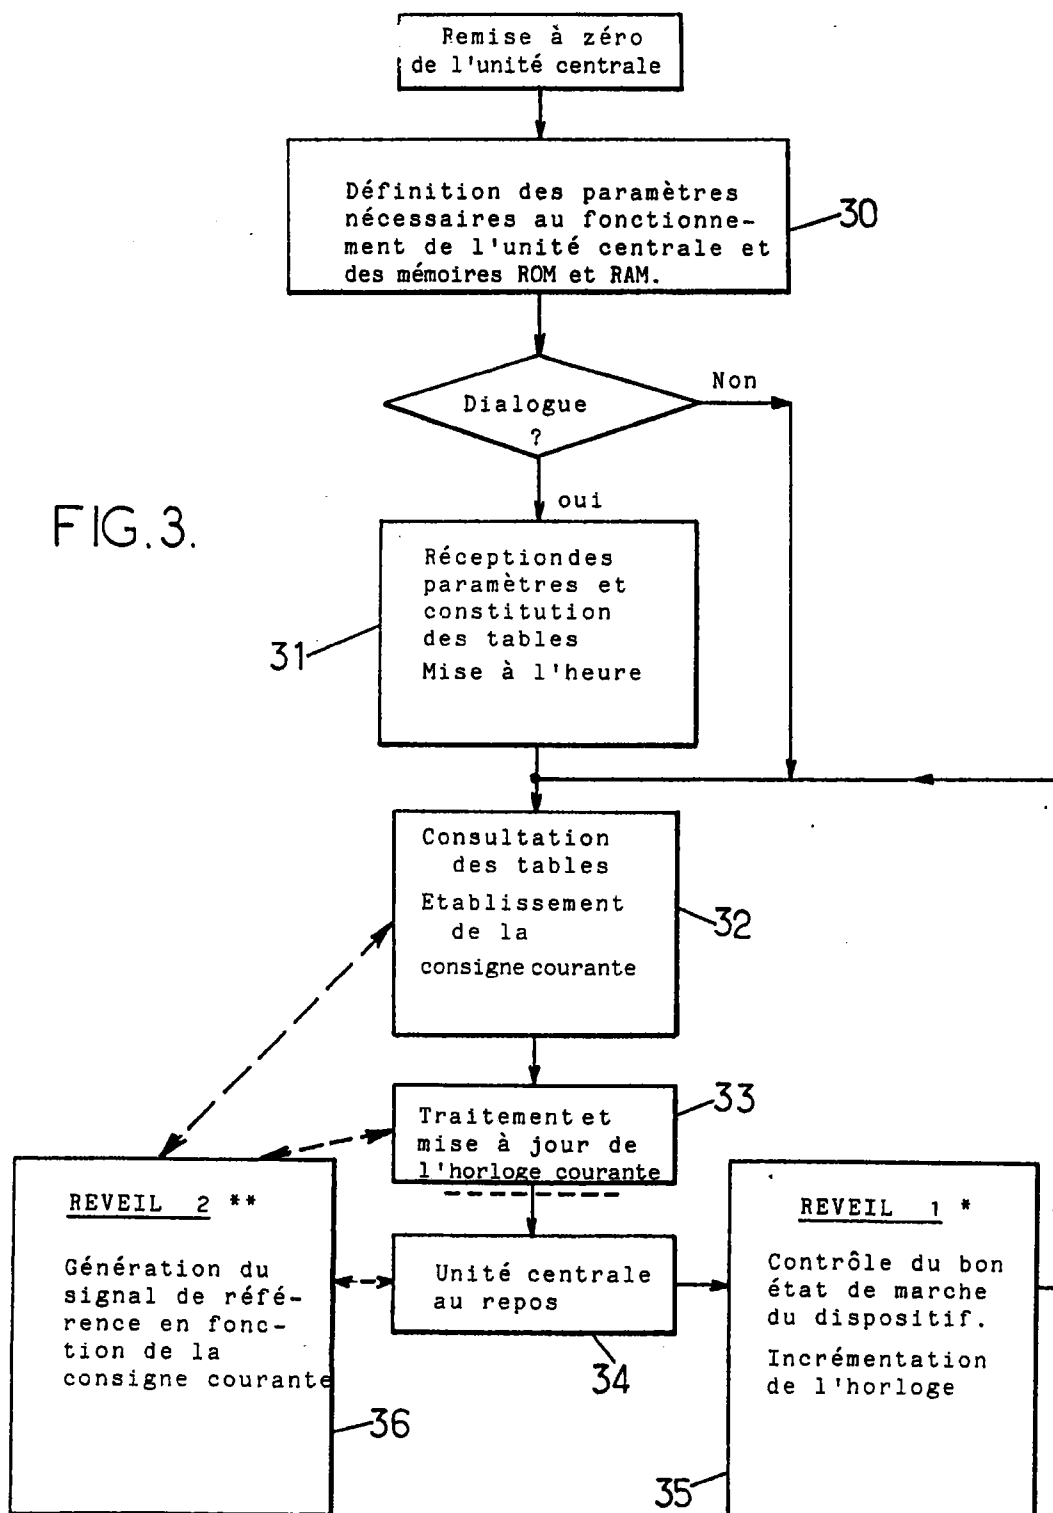 Remise à zéro
de l'unité centrale
Définition des paramètres
nécessaires au fonctionne-
ment de l'unité centrale et
des mémoires ROM et RAM.
30
Dialogue
?
Non
oui
FIG.3.
Réception des
paramètres et
constitution
des tables
Mise à l'heure
31
Consultation
des tables
Etablissement
de la
consigne courante
32
Traitement et
mise à jour de
l'horloge courante
33
REVEIL 2 **
Génération du
signal de réfé-
rence en fonc-
tion de la
consigne courante
36
Unité centrale
au repos
34
REVEIL 1 *
Contrôle du bon
état de marche
du dispositif.
Incrémentation
de l'horloge
35